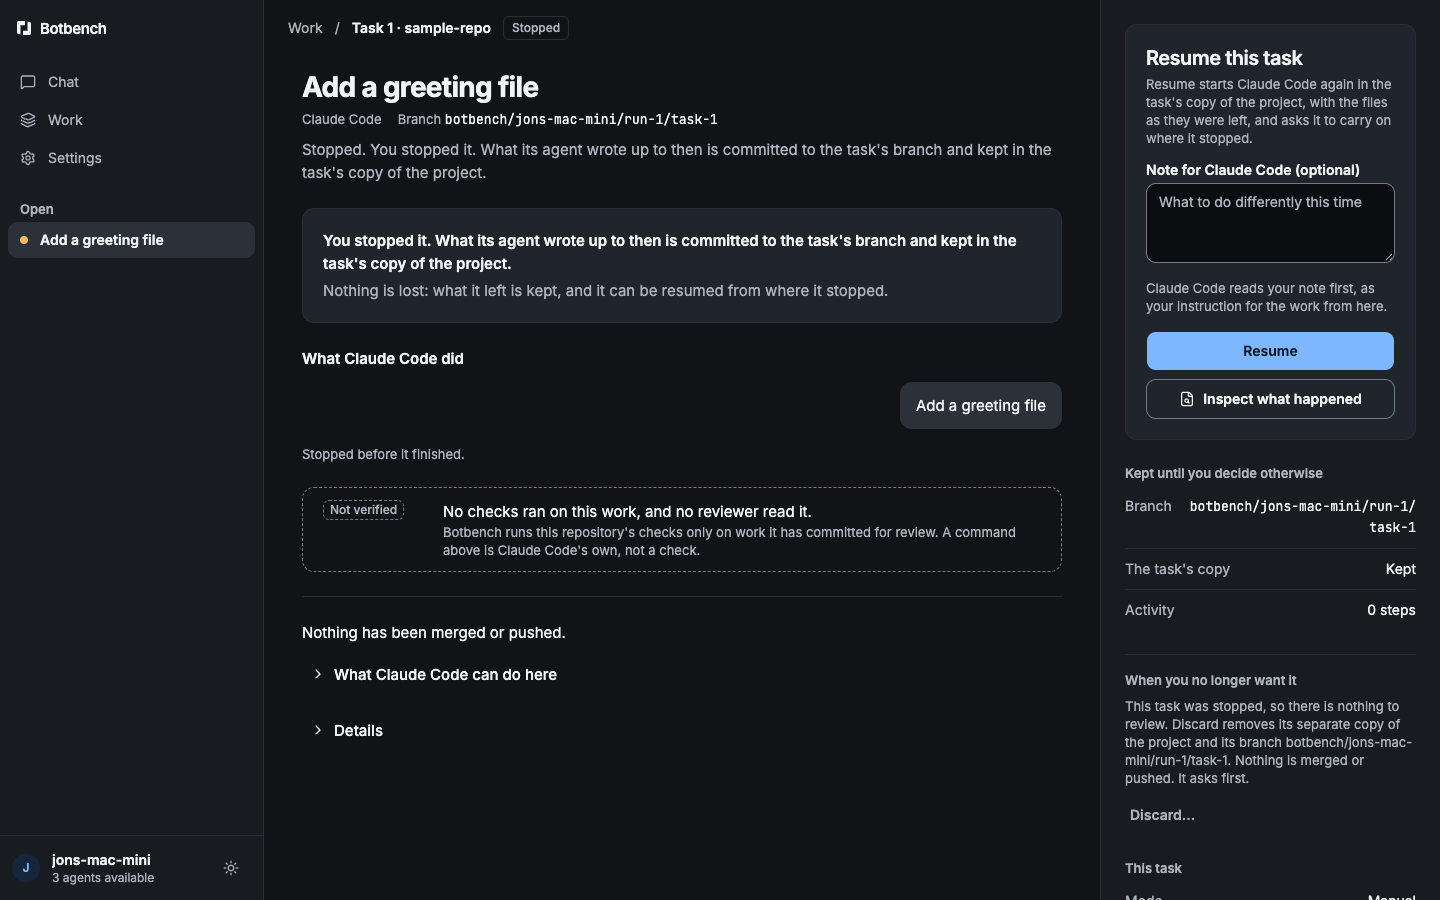 Botbench
Chat
Work
Settings
Open
Add a greeting file
jons-mac-mini
J
3 agents available
Work / Task 1 · sample-repo Stopped
Add a greeting file
Claude Code Branch botbench/jons-mac-mini/run-1/task-1
Stopped. You stopped it. What its agent wrote up to then is committed to the task's branch and kept in the
task's copy of the project.
You stopped it. What its agent wrote up to then is committed to the task's branch and kept in the
task's copy of the project.
Nothing is lost: what it left is kept, and it can be resumed from where it stopped.
What Claude Code did
Add a greeting file
Stopped before it finished.
Not verified
No checks ran on this work, and no reviewer read it.
Botbench runs this repository's checks only on work it has committed for review. A command
above is Claude Code's own, not a check.
Nothing has been merged or pushed.
What Claude Code can do here
Details
Resume this task
Resume starts Claude Code again in the
task's copy of the project, with the files
as they were left, and asks it to carry on
where it stopped.
Note for Claude Code (optional)
What to do differently this time
Claude Code reads your note first, as
your instruction for the work from here.
Resume
Inspect what happened
Kept until you decide otherwise
Branch botbench/jons-mac-mini/run-1/
task-1
The task's copy Kept
Activity 0 steps
When you no longer want it
This task was stopped, so there is nothing to
review. Discard removes its separate copy of
the project and its branch botbench/jons-mac-
mini/run-1/task-1. Nothing is merged or
pushed. It asks first.
Discard...
This task
Mode Manual